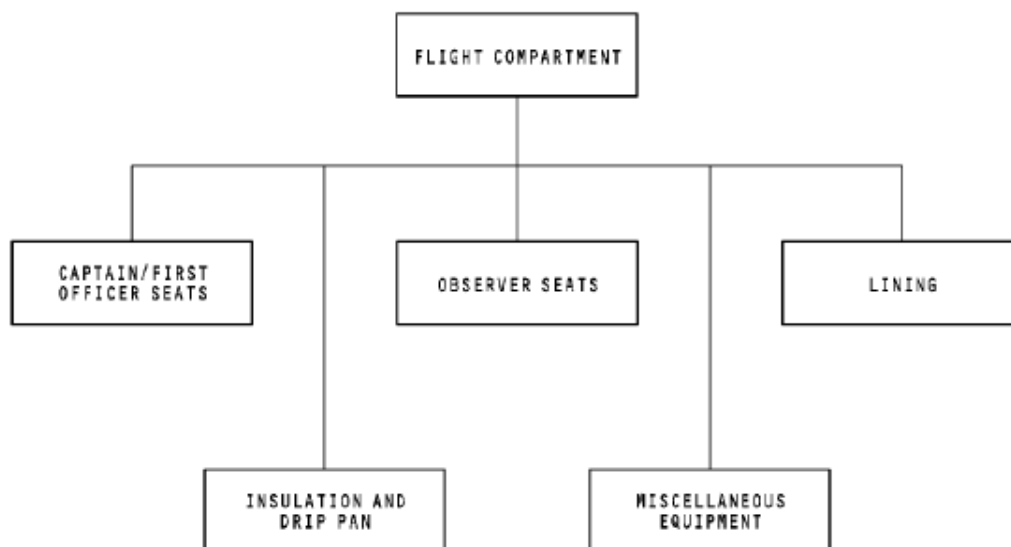 FLIGHT COMPARTMENT
CAPTAIN/FIRST
OFFICER SEATS
OBSERVER SEATS
LINING
INSULATION AND
DRIP PAN
MISCELLANEOUS
EQUIPMENT